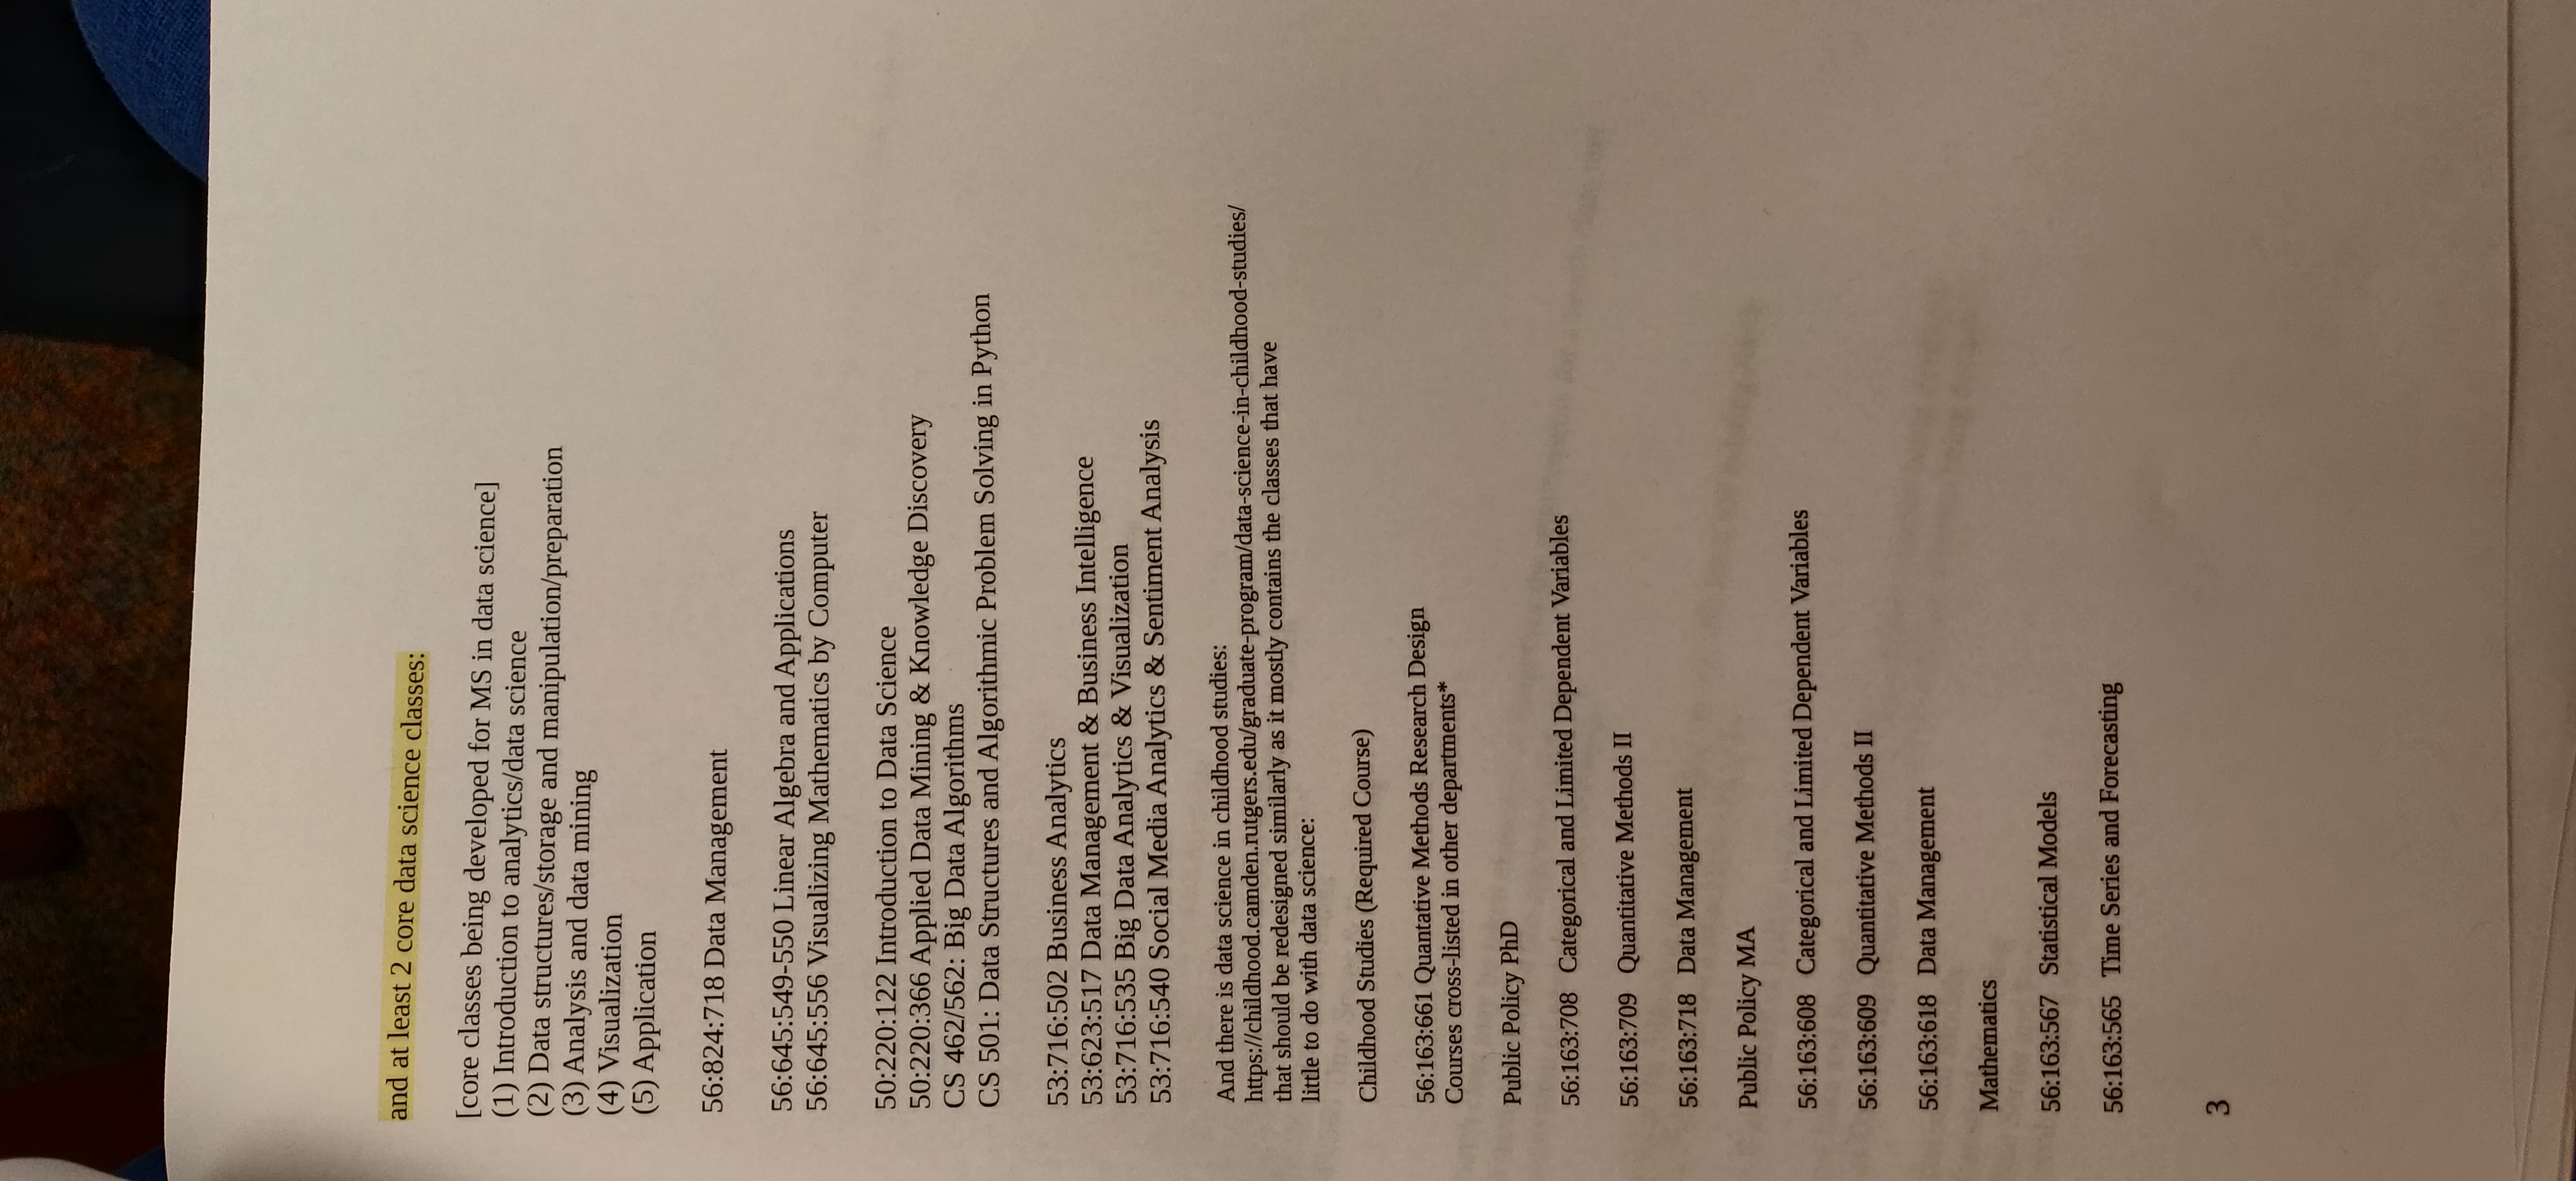 and at least 2 core data science classes:
[core classes being developed for MS in data science]
(1) Introduction to analytics/data science
(2) Data structures/storage and manipulation/preparation
(3) Analysis and data mining
(4) Visualization
(5) Application
56:824:718 Data Management
56:645:549-550 Linear Algebra and Applications
56:645:556 Visualizing Mathematics by Computer
50:220:122 Introduction to Data Science
50:220:366 Applied Data Mining & Knowledge Discovery
CS 462/562: Big Data Algorithms
CS 501: Data Structures and Algorithmic Problem Solving in Python
53:716:502 Business Analytics
53:623:517 Data Management & Business Intelligence
53:716:535 Big Data Analytics & Visualization
53:716:540 Social Media Analytics & Sentiment Analysis
And there is data science in childhood studies:
https://childhood.camden.rutgers.edu/graduate-program/data-science-in-childhood-studies/
that should be redesigned similarly as it mostly contains the classes that have
little to do with data science:
Childhood Studies (Required Course)
56:163:661 Quantative Methods Research Design
Courses cross-listed in other departments*
Public Policy PhD
56:163:708 Categorical and Limited Dependent Variables
56:163:709 Quantitative Methods II
56:163:718 Data Management
Public Policy MA
56:163:608 Categorical and Limited Dependent Variables
56:163:609 Quantitative Methods II
56:163:618 Data Management
Mathematics
56:163:567 Statistical Models
56:163:565 Time Series and Forecasting
3